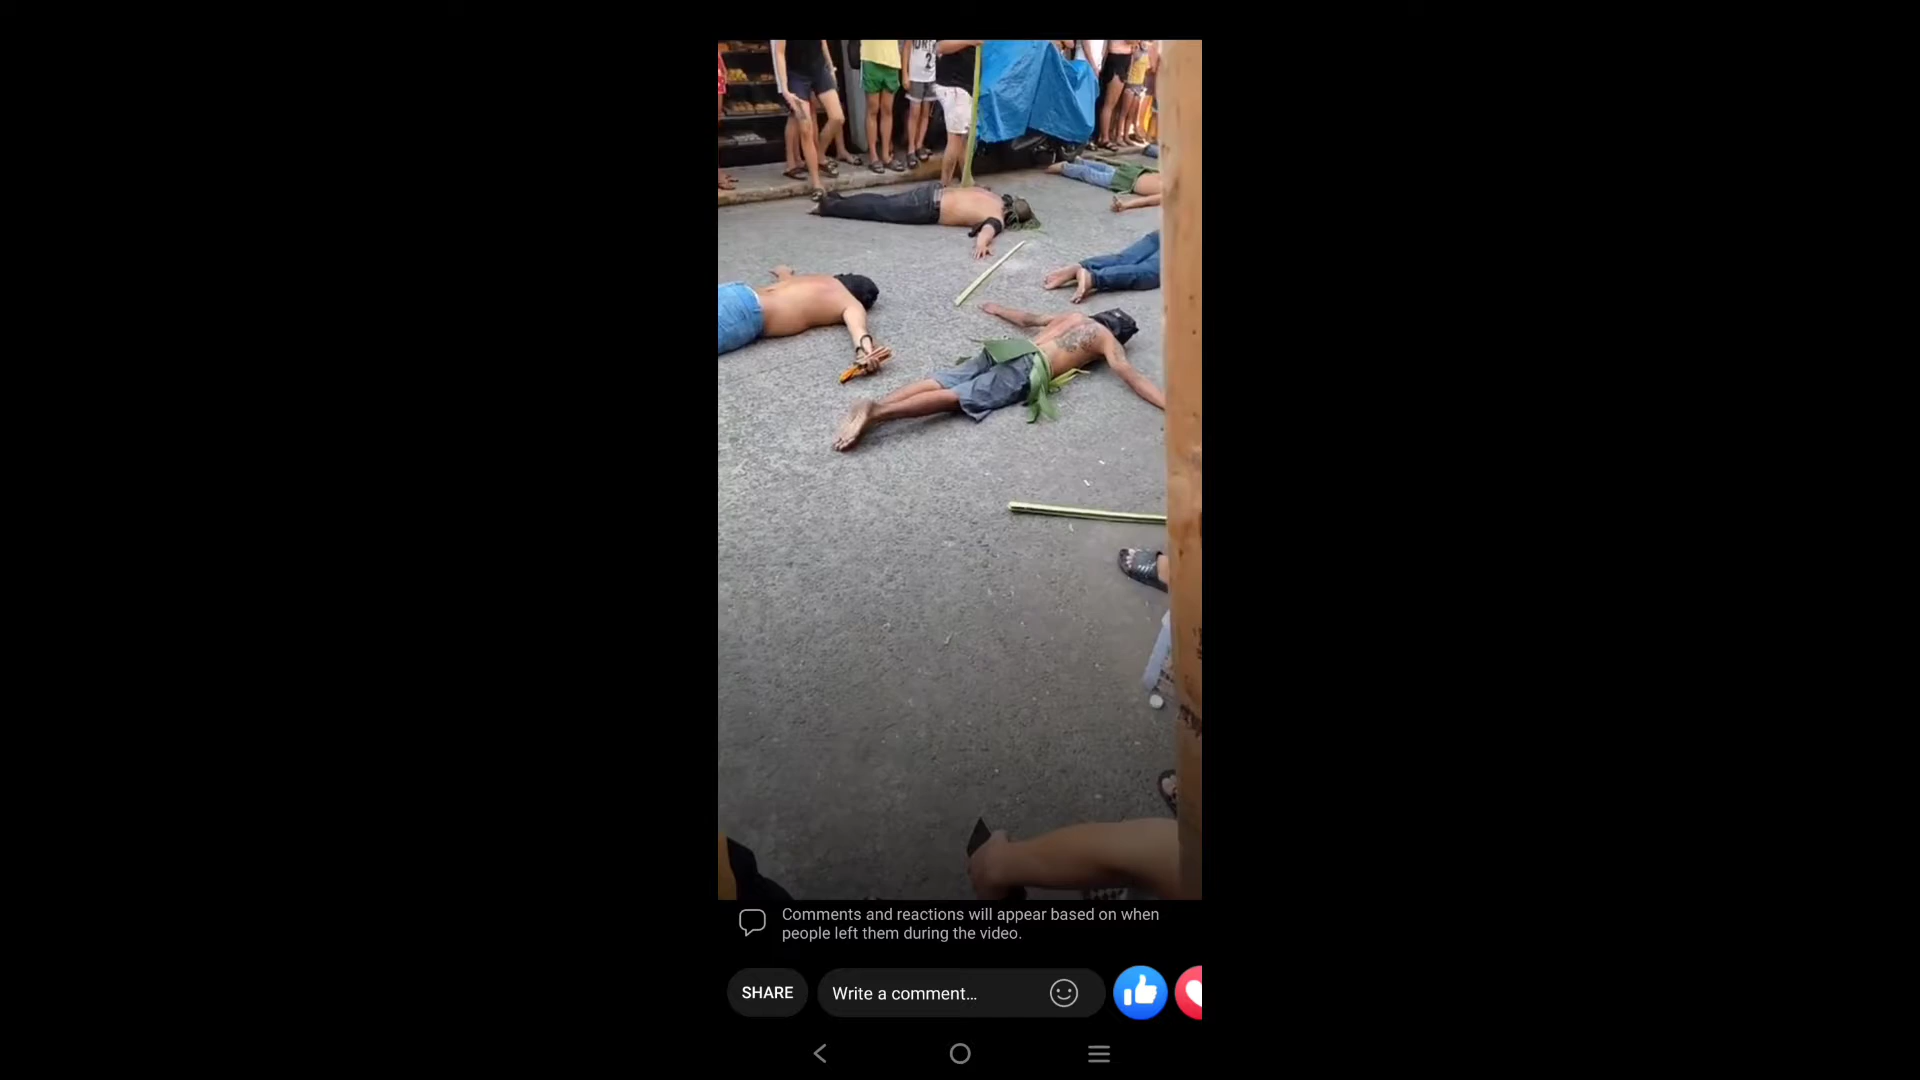 Comments and reactions will appear based on when
people left them during the video.
SHARE
Write a comment...